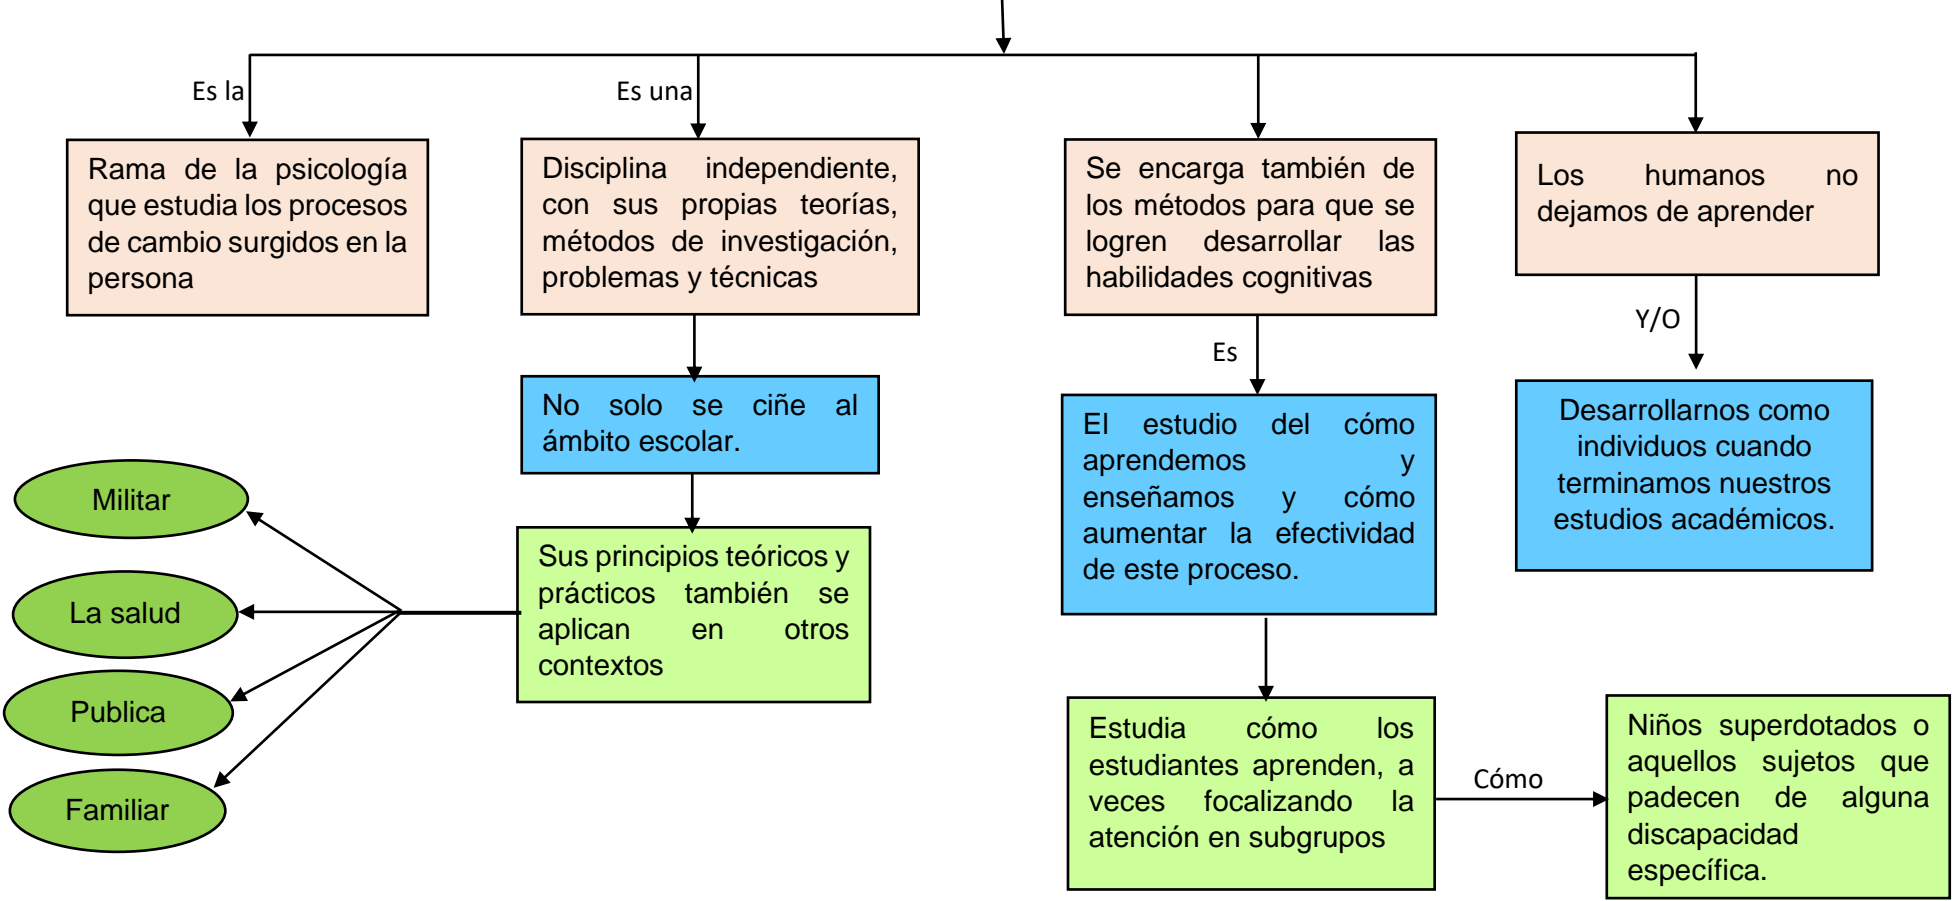 Es la
Es una
Rama de la psicología
que estudia los procesos
de cambio surgidos en la
persona
Disciplina independiente,
con sus propias teorías,
métodos de investigación,
problemas y técnicas
Se encarga también de
los métodos para que se
logren desarrollar las
habilidades cognitivas
Los humanos no
dejamos de aprender
Y/O
Es
No solo se ciñe al
ámbito escolar.
El estudio del cómo
aprendemos y
enseñamos y cómo
aumentar la efectividad
de este proceso.
Desarrollarnos como
individuos cuando
terminamos nuestros
estudios académicos.
Militar
La salud
Publica
Familiar
Sus principios teóricos y
prácticos también se
aplican en otros
contextos
Estudia cómo los
estudiantes aprenden, a
veces focalizando la
atención en subgrupos
Cómo
Niños superdotados o
aquellos sujetos que
padecen de alguna
discapacidad
específica.